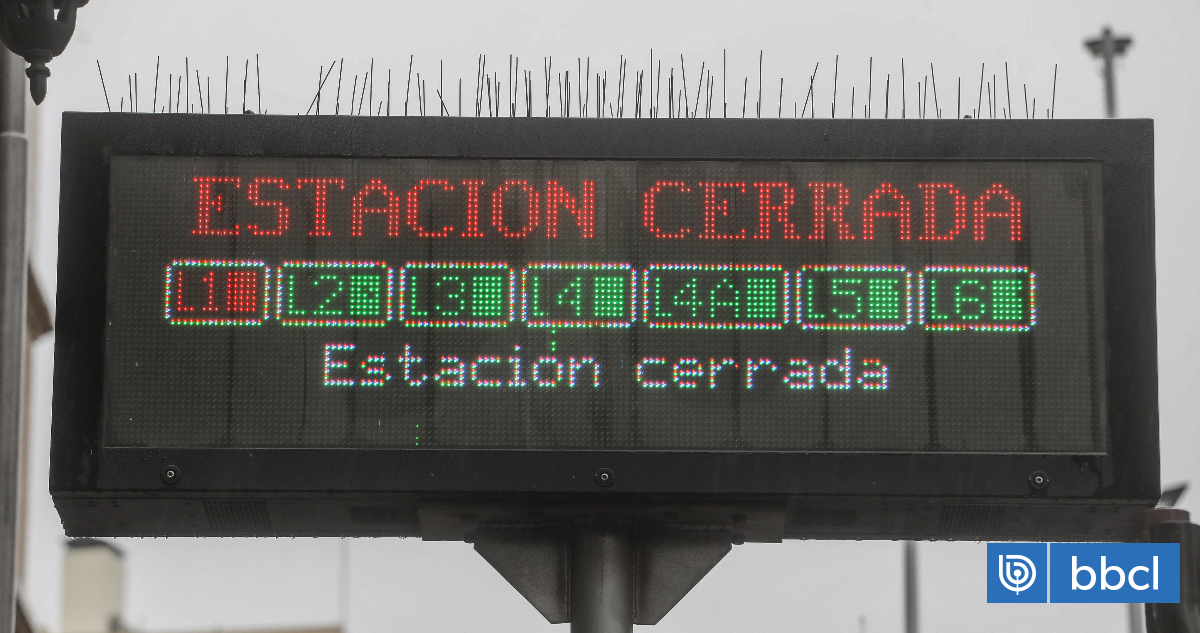 ESTACION CERRADA
L1 L2 L3 L4 L4A L5 L6
Estación cerrada
bbcl